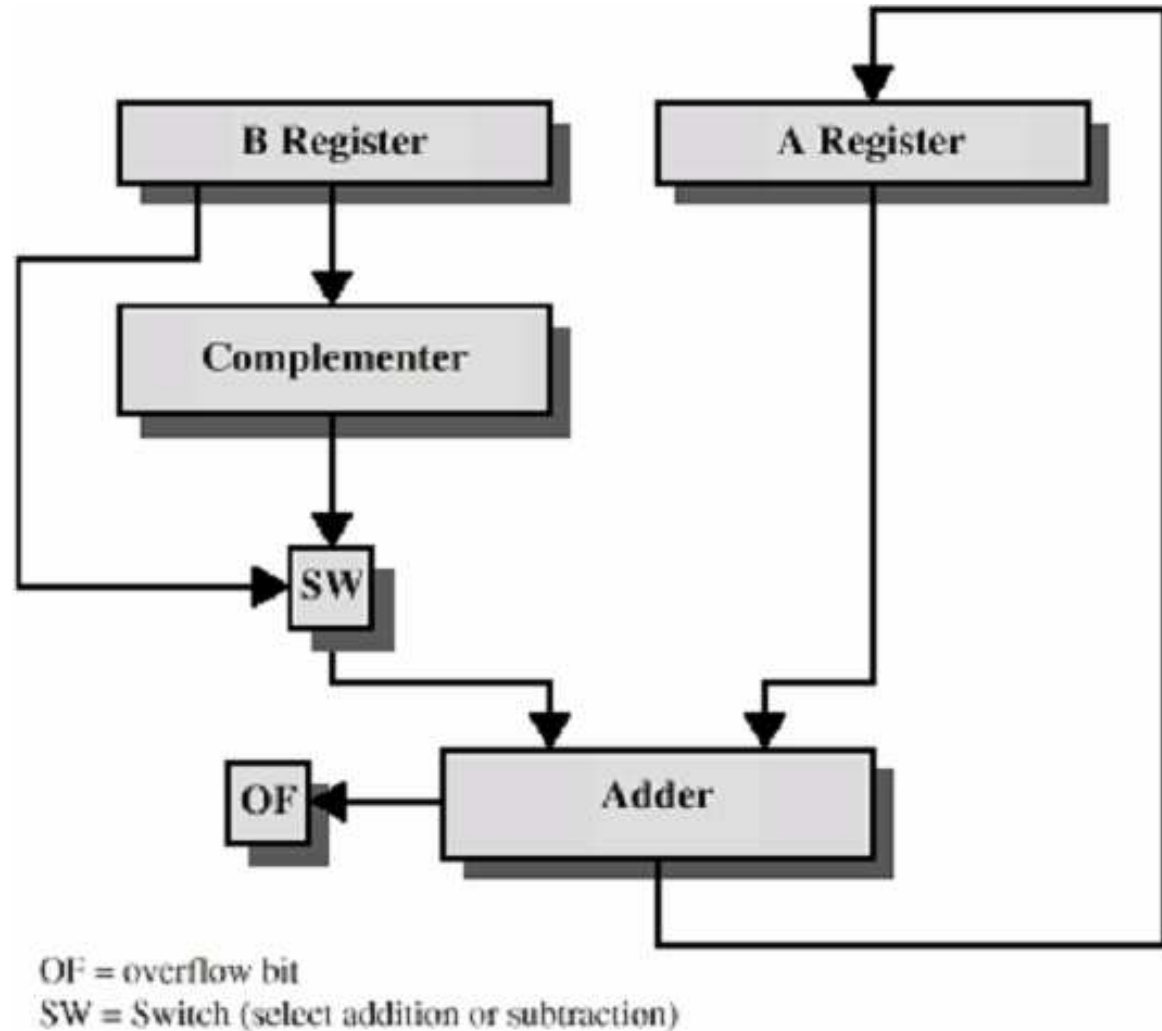 B Register
A Register
Complementer
SW
OF
Adder
OF = overflow bit
SW = Switch (select addition or subtraction)